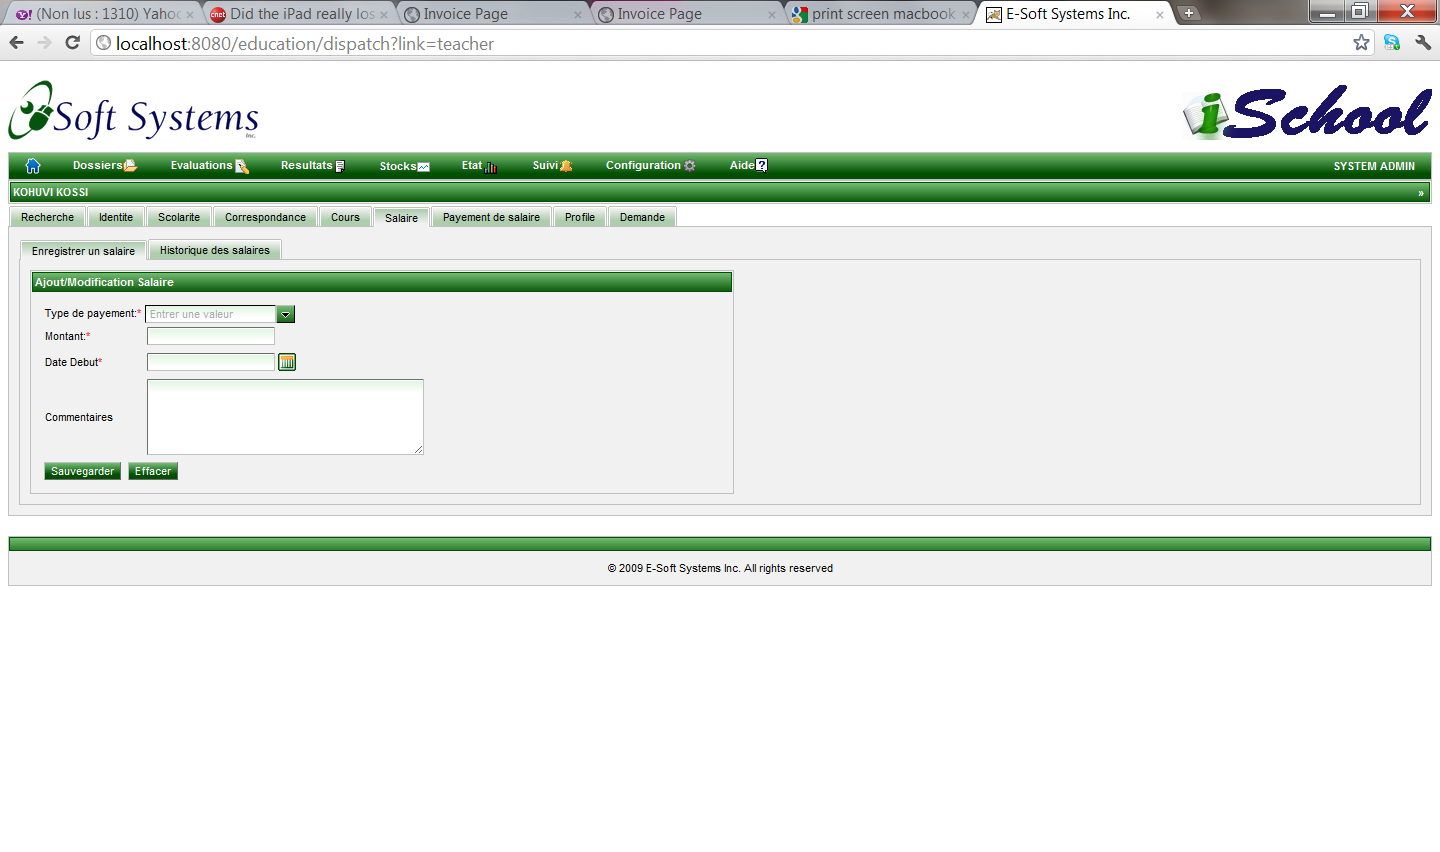 (Non lus : 1310) Yahoo
Did the iPad really los
Invoice Page
Invoice Page
print screen macbook
E-Soft Systems Inc.
localhost:8080/education/dispatch?link=teacher
Soft Systems
Inc.
iSchool
Dossiers
Evaluations
Resultats
Stocks
Etat
Suivi
Configuration
Aide
SYSTEM ADMIN
KOHUVI KOSSI »
Recherche
Identite
Scolarite
Correspondance
Cours
Salaire
Payement de salaire
Profile
Demande
Enregistrer un salaire
Historique des salaires
Ajout/Modification Salaire
Type de payement:* Entrer une valeur
Montant:*
Date Debut*
Commentaires
Sauvegarder Effacer
© 2009 E-Soft Systems Inc. All rights reserved